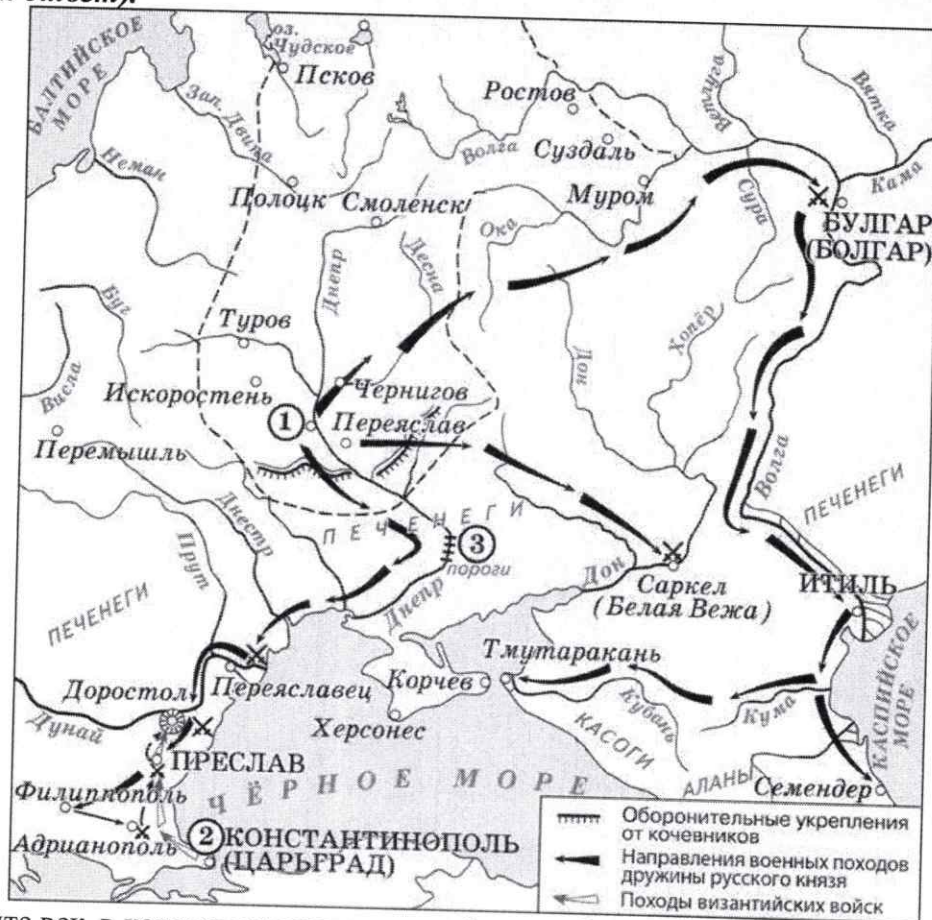 БАЛТИЙСКОЕ
МОРЕ
оз.
Чудское
Псков
Зап. Двина
Неман
Полоцк
Смоленск
Волга
Ростов
Суздаль
Муром
Ветлуга
Вятка
Кама
Сура
Ока
БУЛГАР
(БОЛГАР)
Днепр
Десна
Буг
Туров
Висла
Искоростень
Чернигов
1
Переяслав
Перемышль
Дон
Хопёр
Волга
ПЕЧЕНЕГИ
Днестр
Прут
ПЕЧЕНЕГИ
3
пороги
Днепр
Дон
Саркел
(Белая Вежа)
ИТИЛЬ
ПЕЧЕНЕГИ
Тмутаракань
Корчев
Переяславец
Доростол
Дунай
Херсонес
Кубань
Кума
КАСОГИ
АЛАНЫ
КАСПИЙСКОЕ
МОРЕ
Семендер
ПРЕСЛАВ
ЧЁРНОЕ МОРЕ
Филиппополь
Адрианополь
2
КОНСТАНТИНОПОЛЬ
(ЦАРЬГРАД)
Оборонительные укрепления
от кочевников
Направления военных походов
дружины русского князя
Походы византийских войск